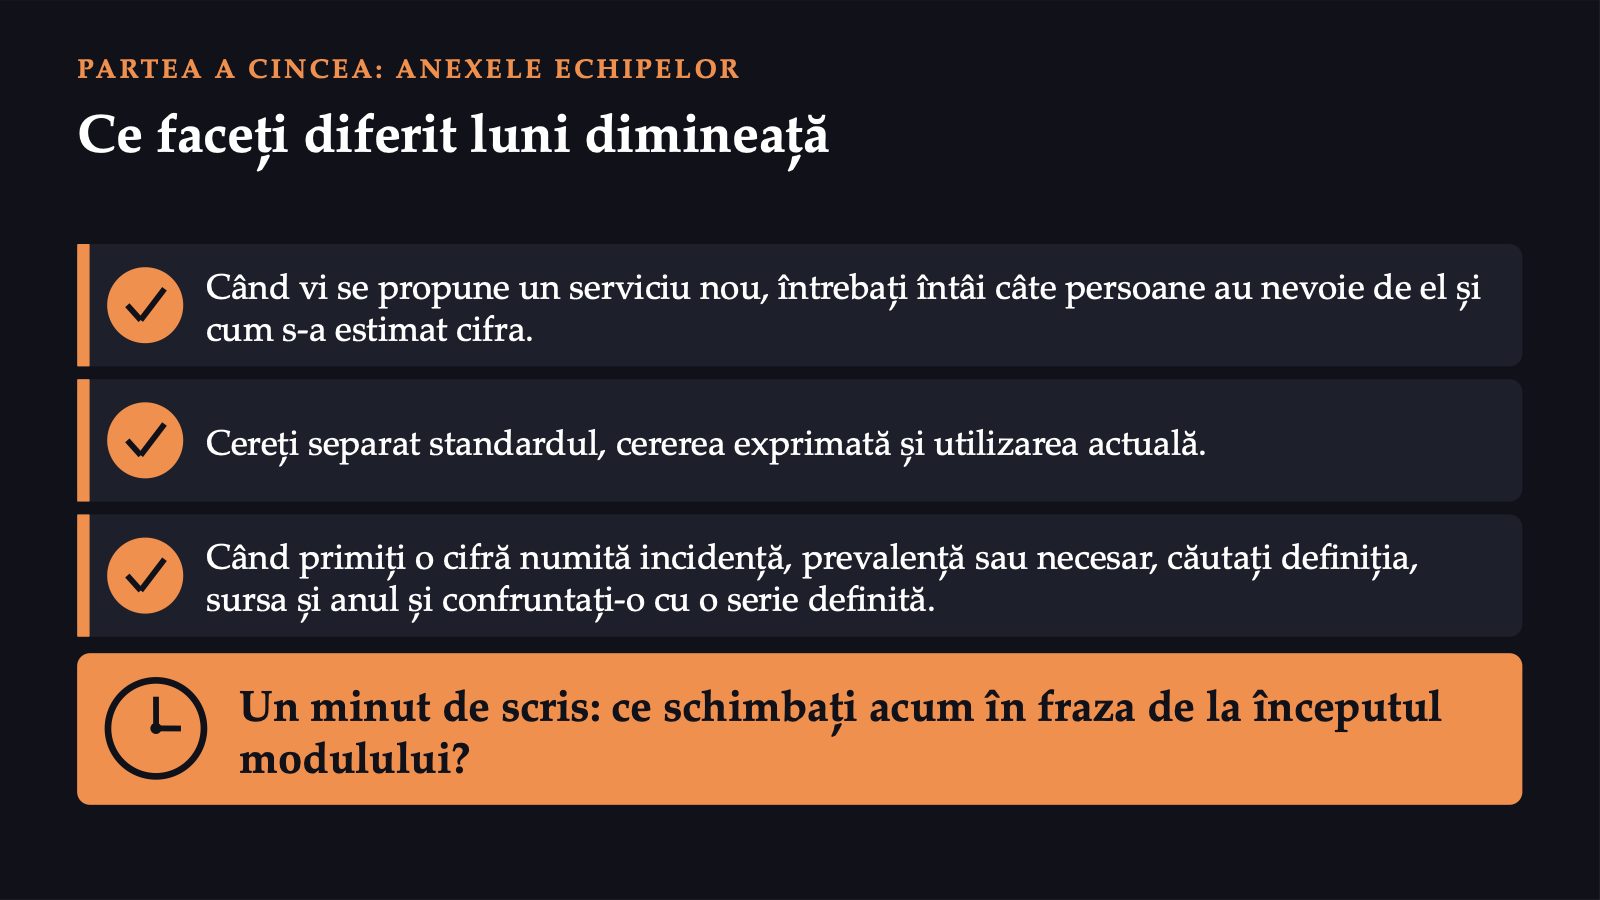 PARTEA A CINCEA: ANEXELE ECHIPELOR
Ce faceți diferit luni dimineață
Când vi se propune un serviciu nou, întrebați întâi câte persoane au nevoie de el și
cum s-a estimat cifra.
Cereți separat standardul, cererea exprimată și utilizarea actuală.
Când primiți o cifră numită incidență, prevalență sau necesar, căutați definiția,
sursa și anul și confruntați-o cu o serie definită.
Un minut de scris: ce schimbați acum în fraza de la începutul
modulului?